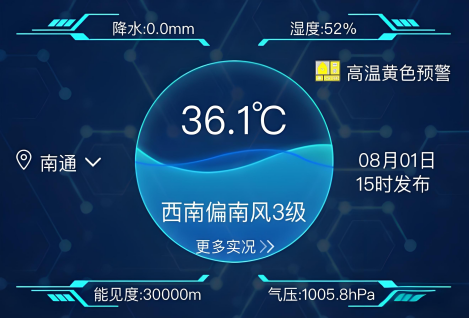 降水:0.0mm
湿度:52%
高温黄色预警
36.1℃
南通
08月01日
15时发布
西南偏南风3级
更多实况
能见度:30000m
气压:1005.8hPa